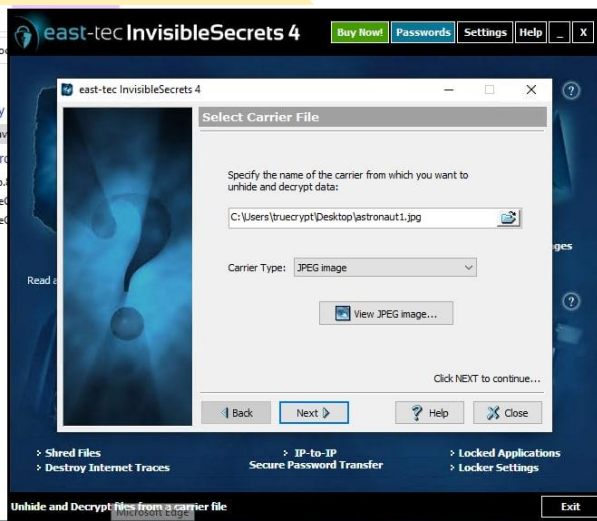 east-tec InvisibleSecrets 4
Buy Now! Passwords Settings Help _ X
east-tec InvisibleSecrets 4
Select Carrier File
Specify the name of the carrier from which you want to
unhide and decrypt data:
C:\Users\truecrypt\Desktop\astronaut1.jpg
Carrier Type: JPEG image
View JPEG image...
Click NEXT to continue...
Back Next Help Close
Read
ges
> Shred Files
> Destroy Internet Traces
> IP-to-IP
Secure Password Transfer
> Locked Applications
> Locker Settings
Unhide and Decrypt files from a carrier file
Microsoft Edge
Exit